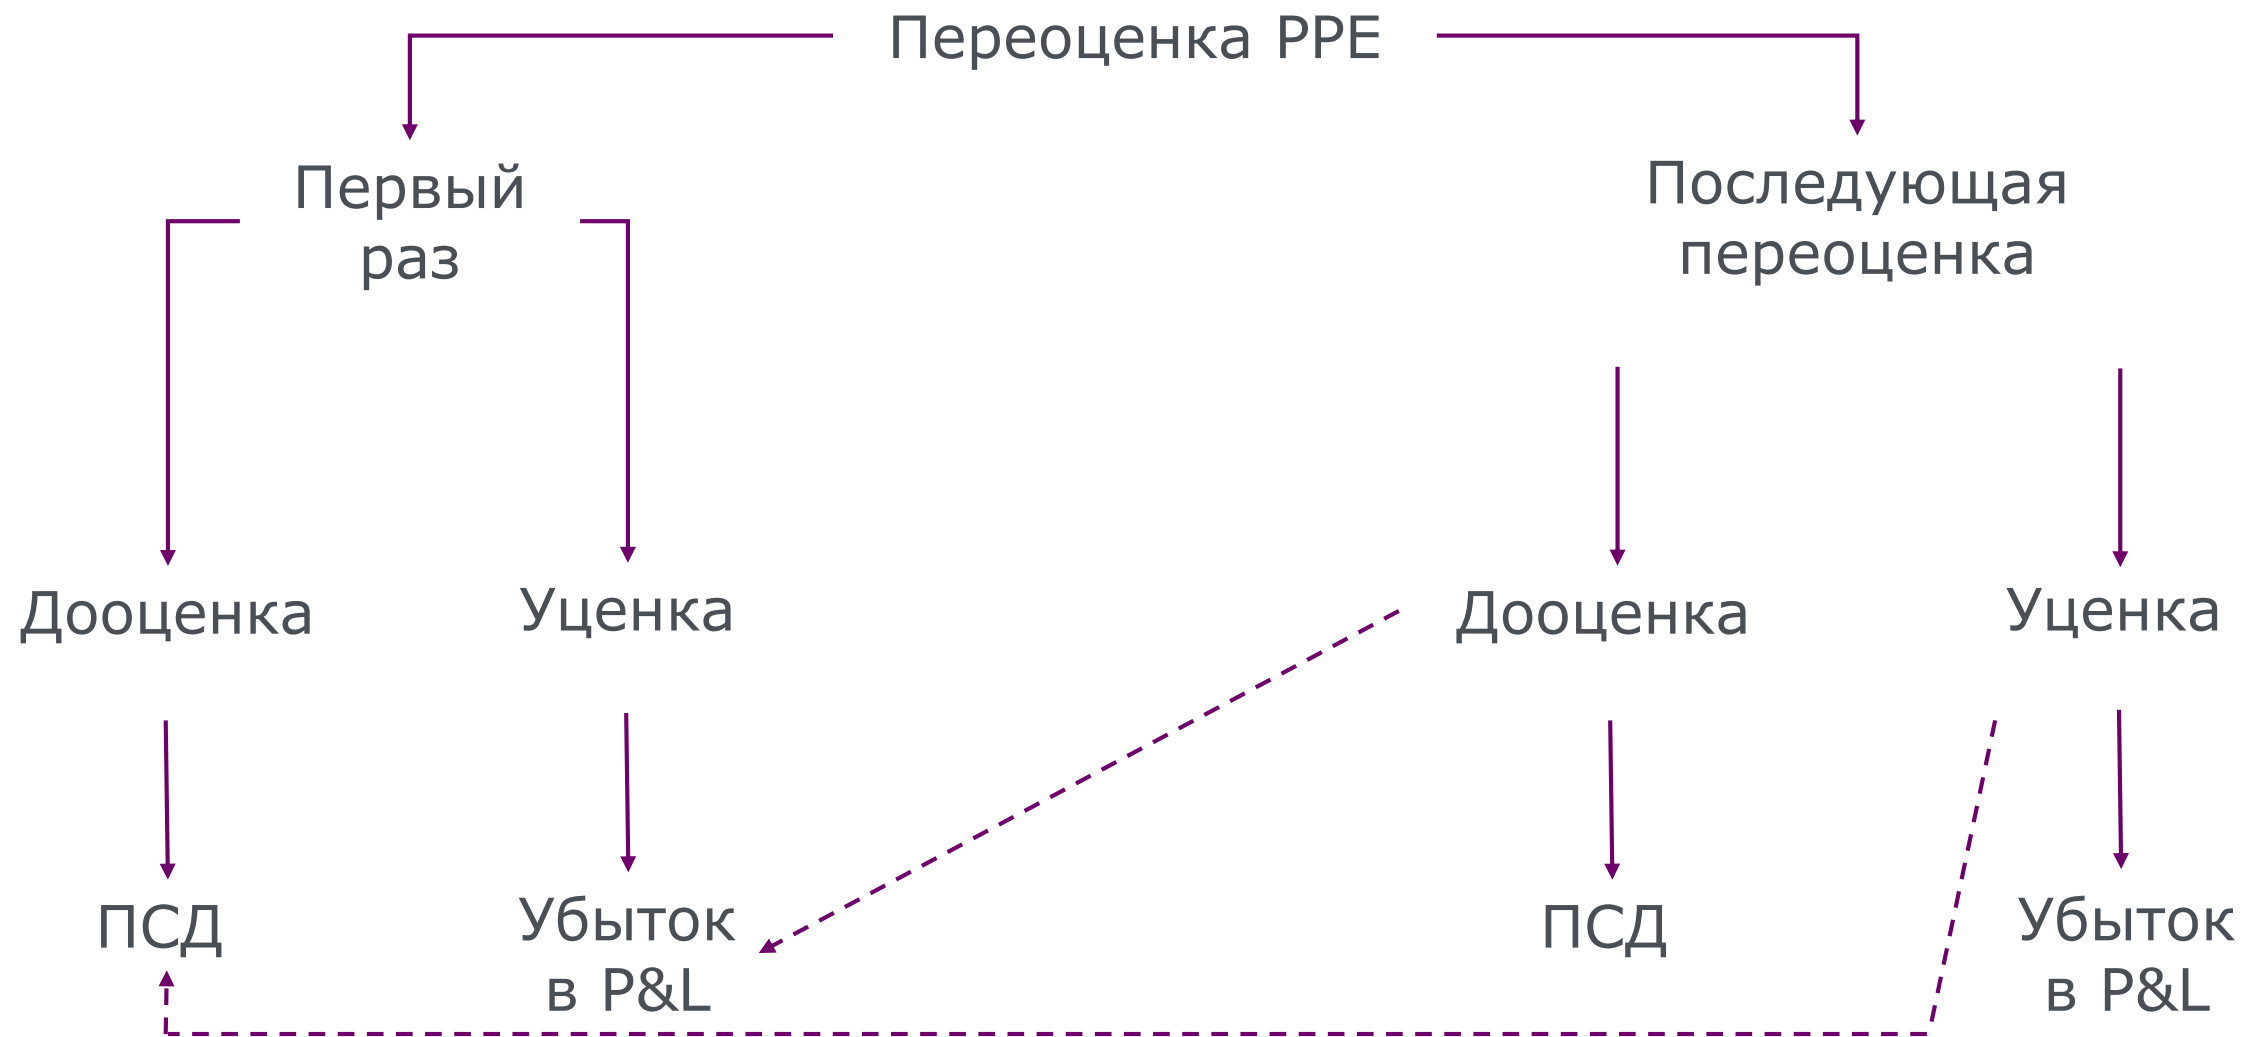 Переоценка PPE
Первый
раз
Последующая
переоценка
Дооценка
Уценка
Дооценка
Уценка
ПСД
Убыток
в P&L
ПСД
Убыток
в P&L